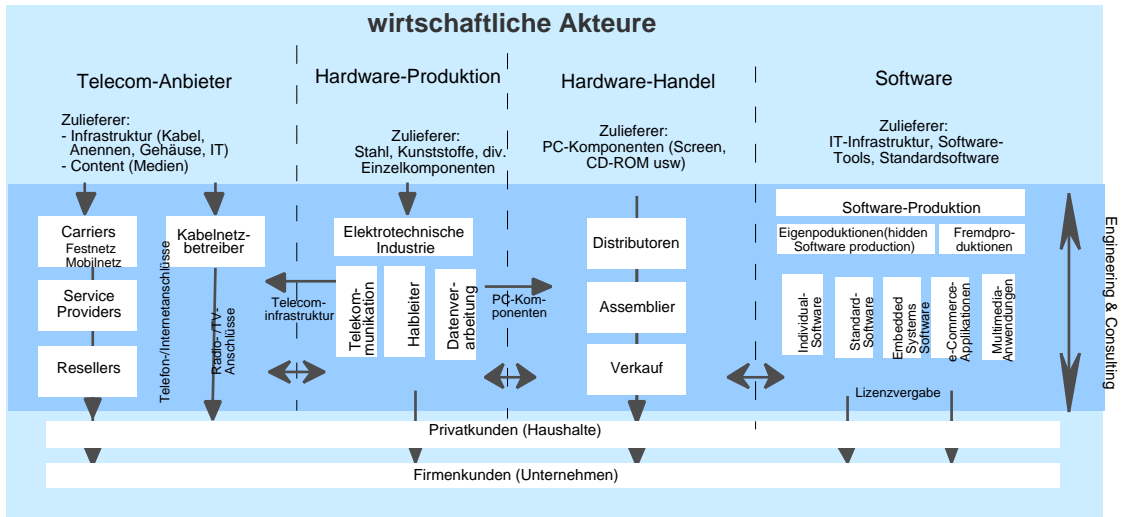 wirtschaftliche Akteure
Telecom-Anbieter
Hardware-Produktion
Hardware-Handel
Software
Zulieferer:
- Infrastruktur (Kabel,
Anennen, Gehäuse, IT)
- Content (Medien)
Zulieferer:
Stahl, Kunststoffe, div.
Einzelkomponenten
Zulieferer:
PC-Komponenten (Screen,
CD-ROM usw)
Zulieferer:
IT-Infrastruktur, Software-
Tools, Standardsoftware
Carriers
Festnetz
Mobilnetz
Service
Providers
Resellers
Telefon-/Internetanschlüsse
Kabelnetz-
betreiber
Radio- /TV-
Anschlüsse
Telecom-
infrastruktur
Elektrotechnische
Industrie
Telekom-
munikation
Halbleiter
Datenver-
arbeitung
PC-Kom-
ponenten
Distributoren
Assemblier
Verkauf
Software-Produktion
Eigenpoduktionen(hidden
Software production)
Fremdpro-
duktionen
Individual-
Software
Standard-
Software
Embedded
Systems
Software
e-Commerce-
Applikationen
Multimedia-
Anwendungen
Lizenzvergabe
Engineering & Consulting
Privatkunden (Haushalte)
Firmenkunden (Unternehmen)